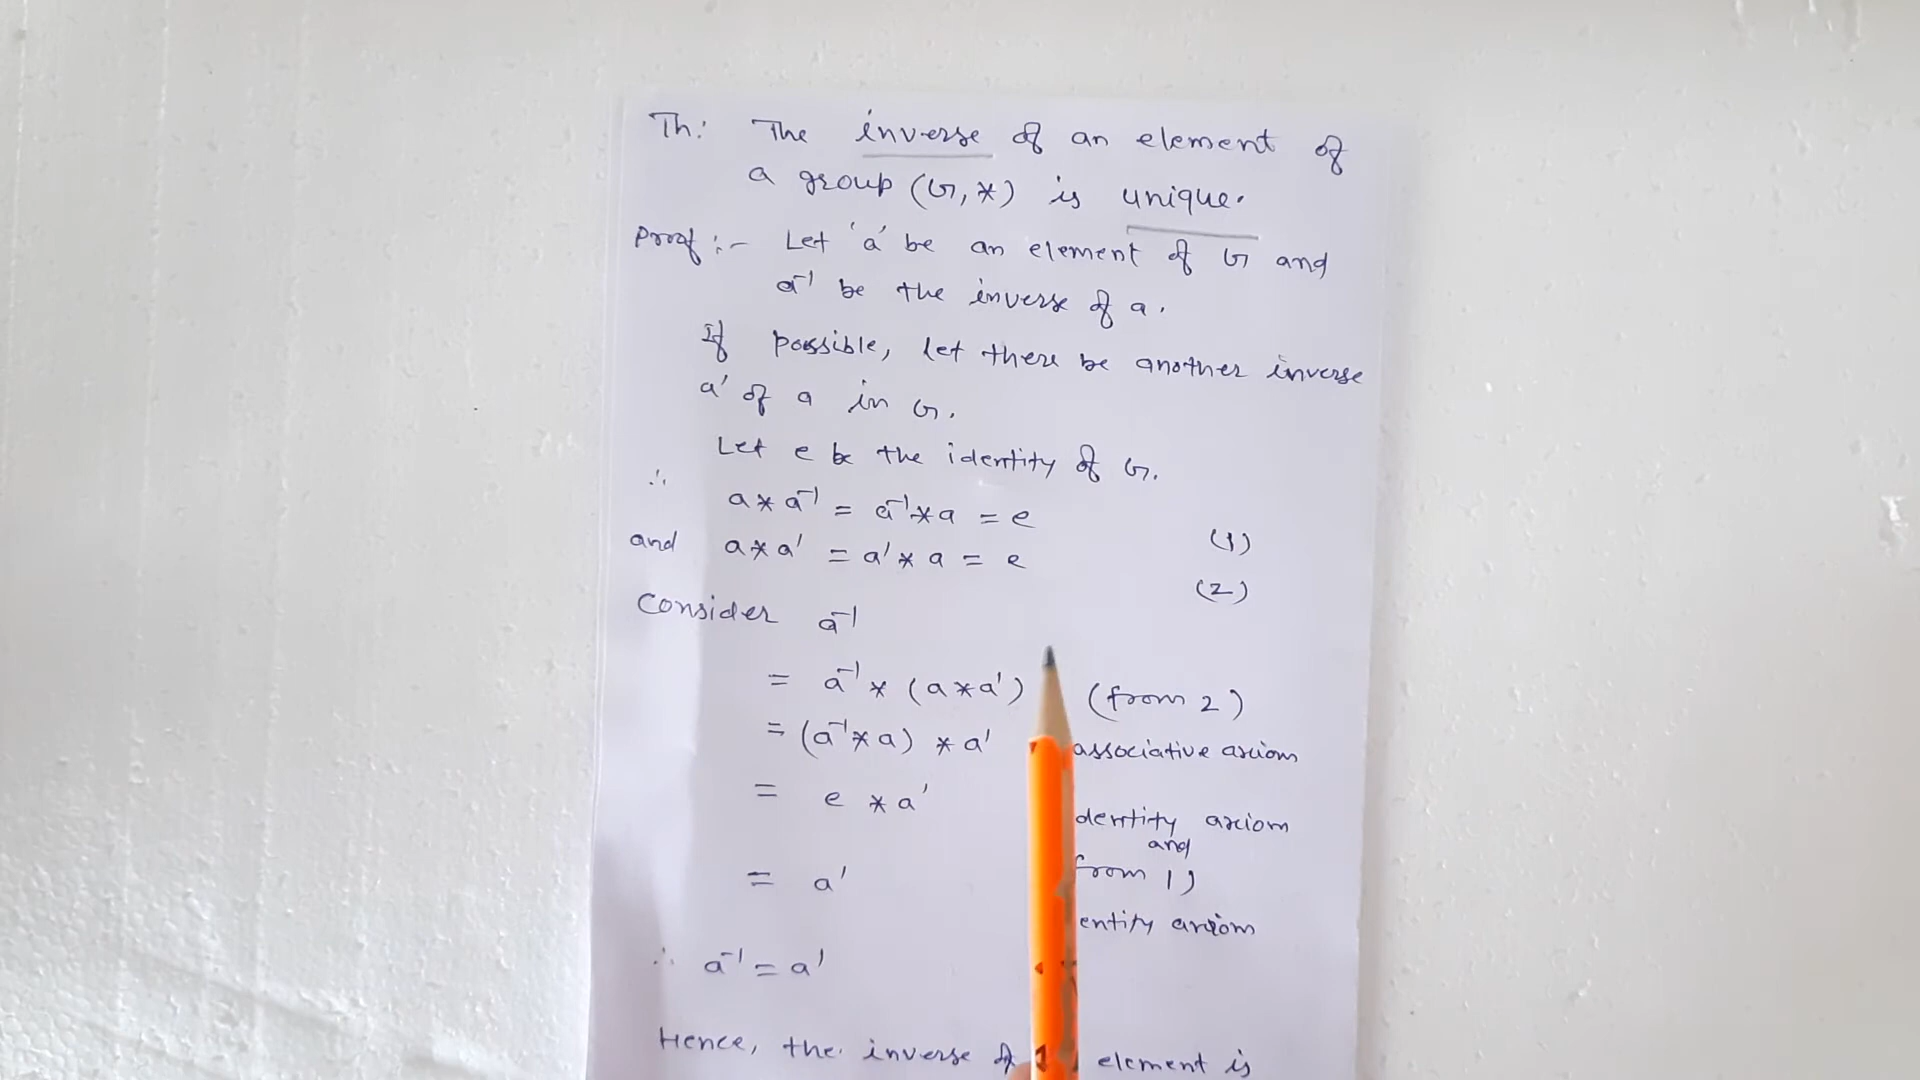 Th: The inverse of an element of
a group (G, *) is unique.
Proof :- Let 'a' be an element of G and
a⁻¹ be the inverse of a.
If possible, let there be another inverse
a' of a in G.
Let e be the identity of G.
∴ a * a⁻¹ = a⁻¹ * a = e (1)
and a * a' = a' * a = e (2)
Consider a⁻¹
= a⁻¹ * (a * a') (from 2)
= (a⁻¹ * a) * a' associative axiom
= e * a' dentity axiom
and
from 1)
= a' entity axiom
∴ a⁻¹ = a'
Hence, the inverse of element is